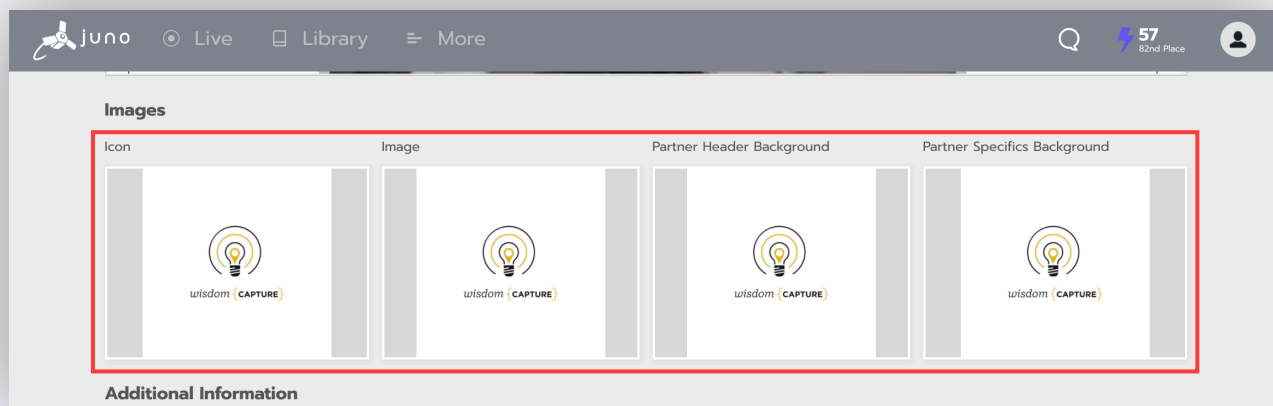 juno Live Library More 57
82nd Place
Images
Icon Image Partner Header Background Partner Specifics Background
wisdom {CAPTURE} wisdom {CAPTURE} wisdom {CAPTURE} wisdom {CAPTURE}
Additional Information